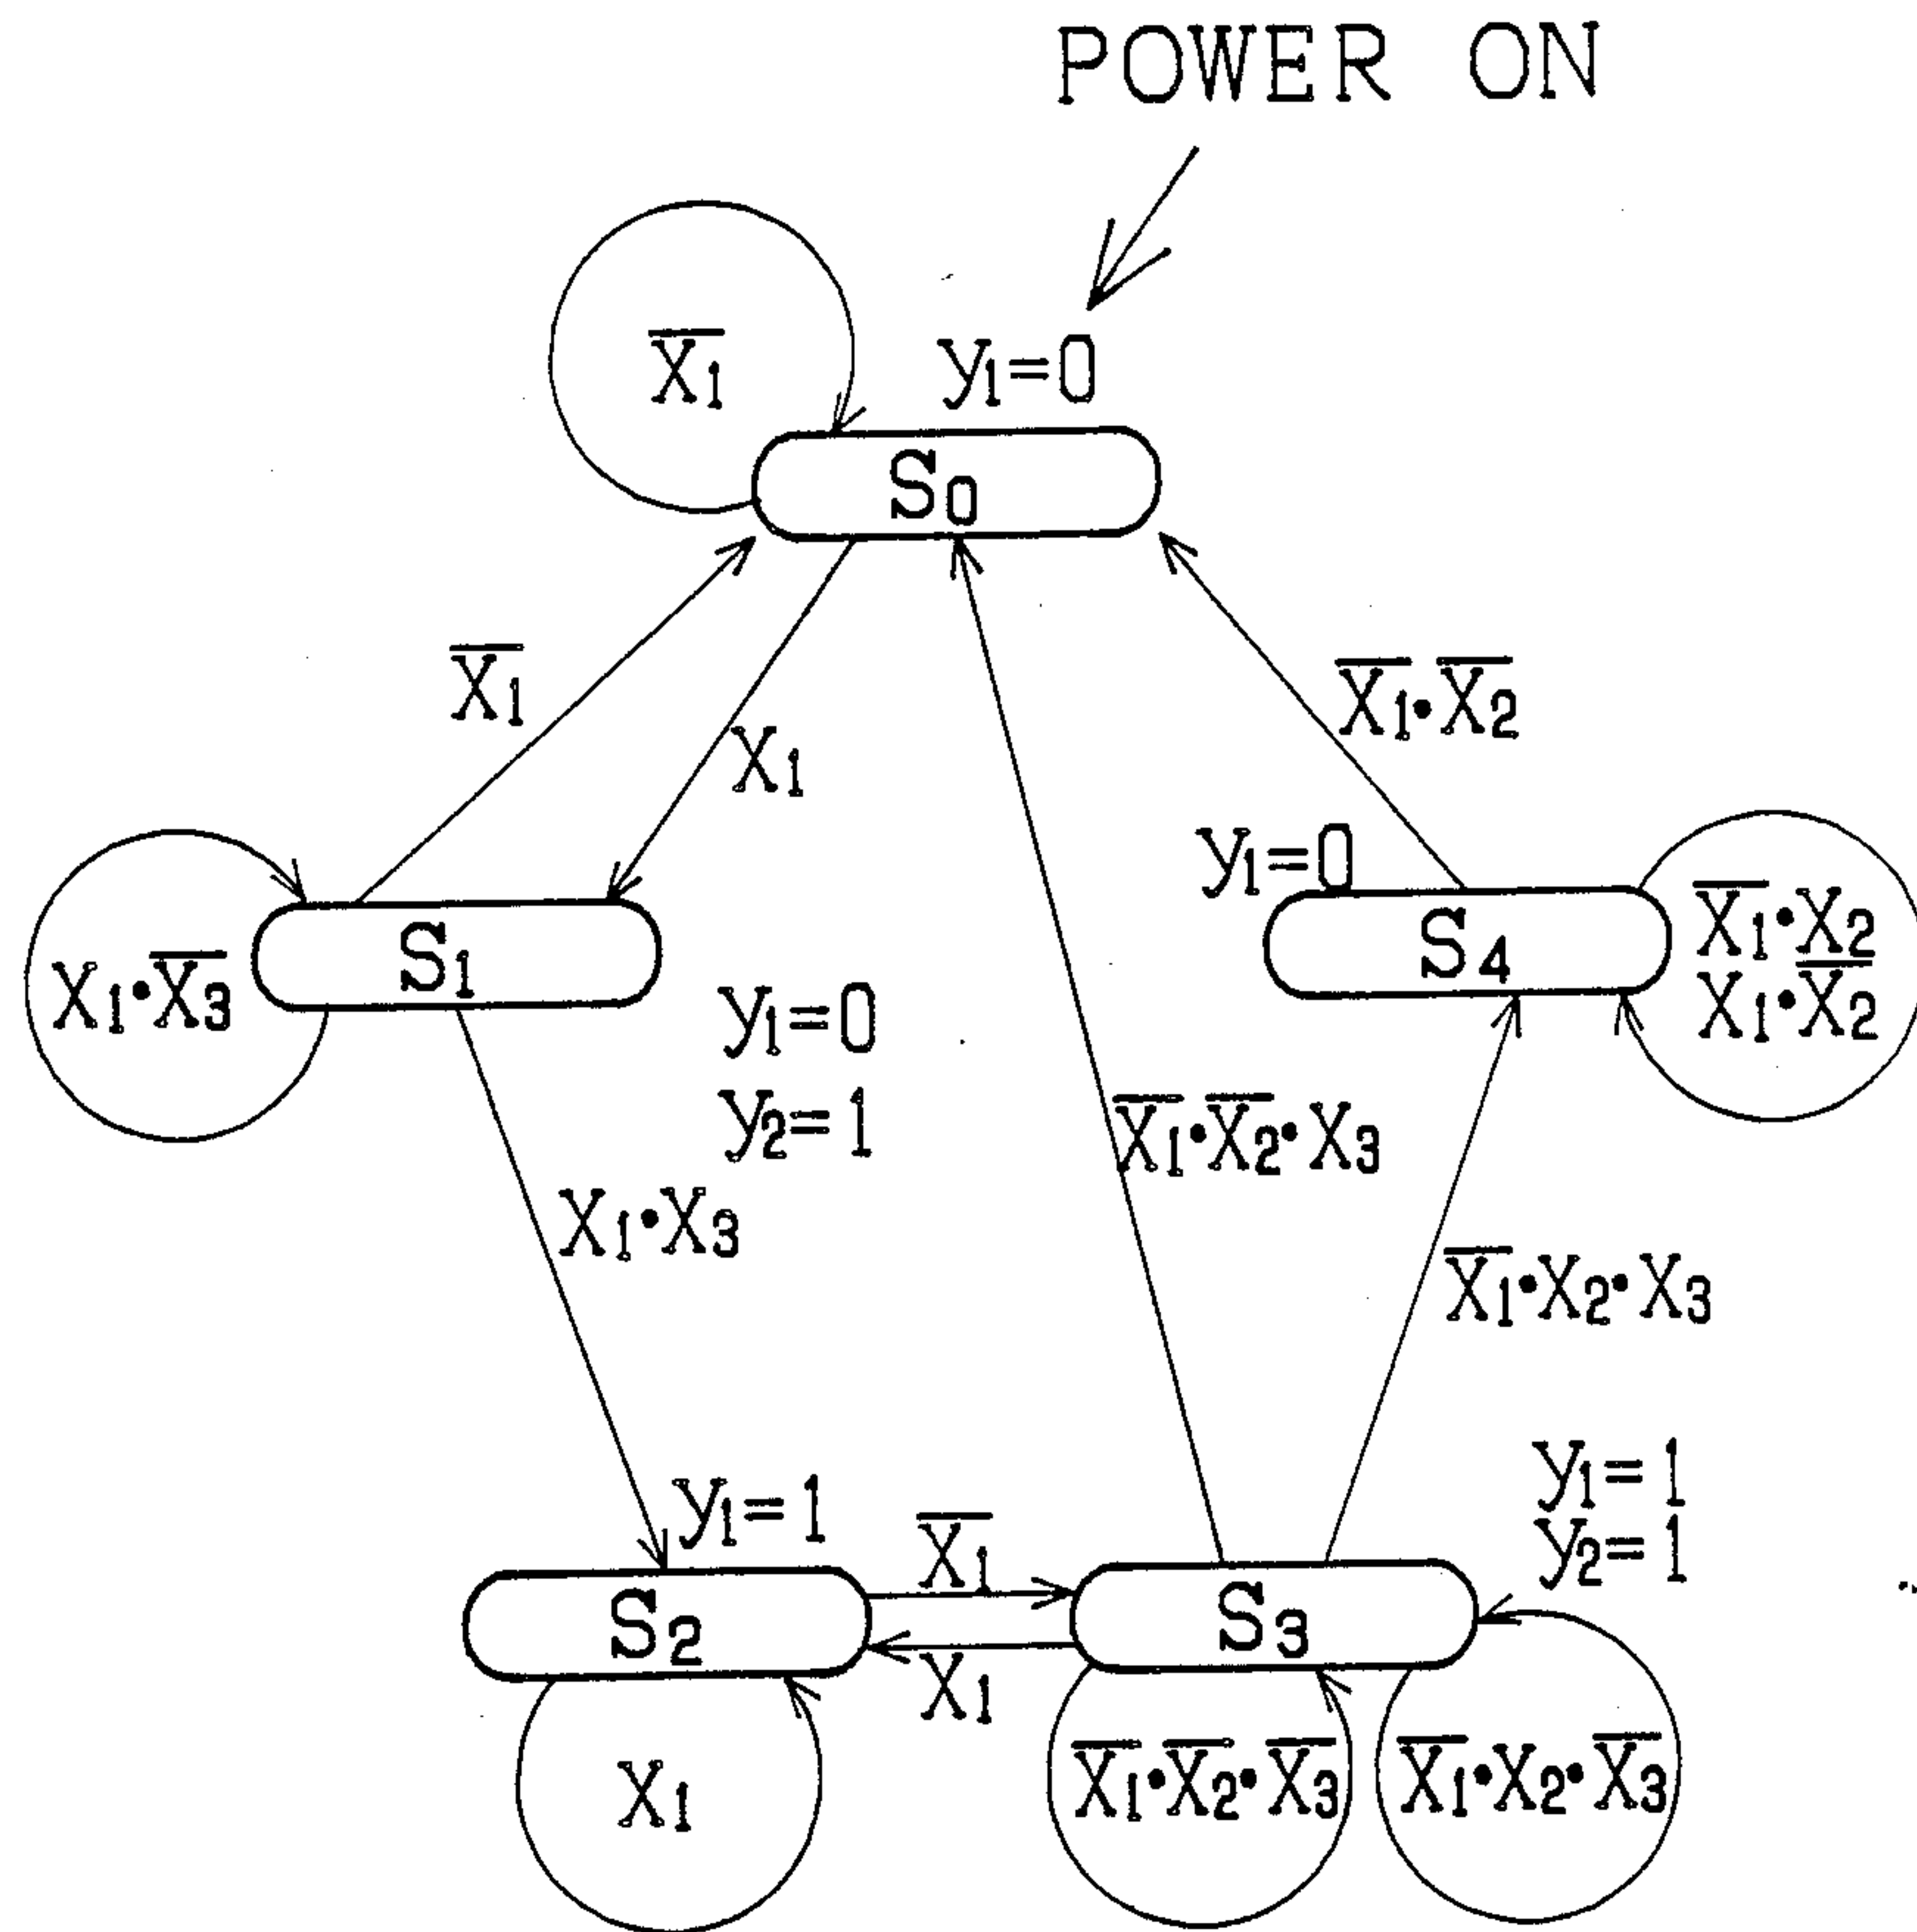 POWER ON
X̅₁
y₁=0
S₀
X̅₁
X₁
X̅₁•X̅₂
y₁=0
S₁
X₁•X̅₃
S₄
X̅₁•X₂
X₁•X̅₂
y₁=0
y₂=1
X̅₁•X̅₂•X₃
X₁•X₃
X̅₁•X₂•X₃
y₁=1
X̅₁
y₁=1
y₂=1
S₂
S₃
X₁
X₁
X̅₁•X̅₂•X̅₃
X̅₁•X₂•X̅₃